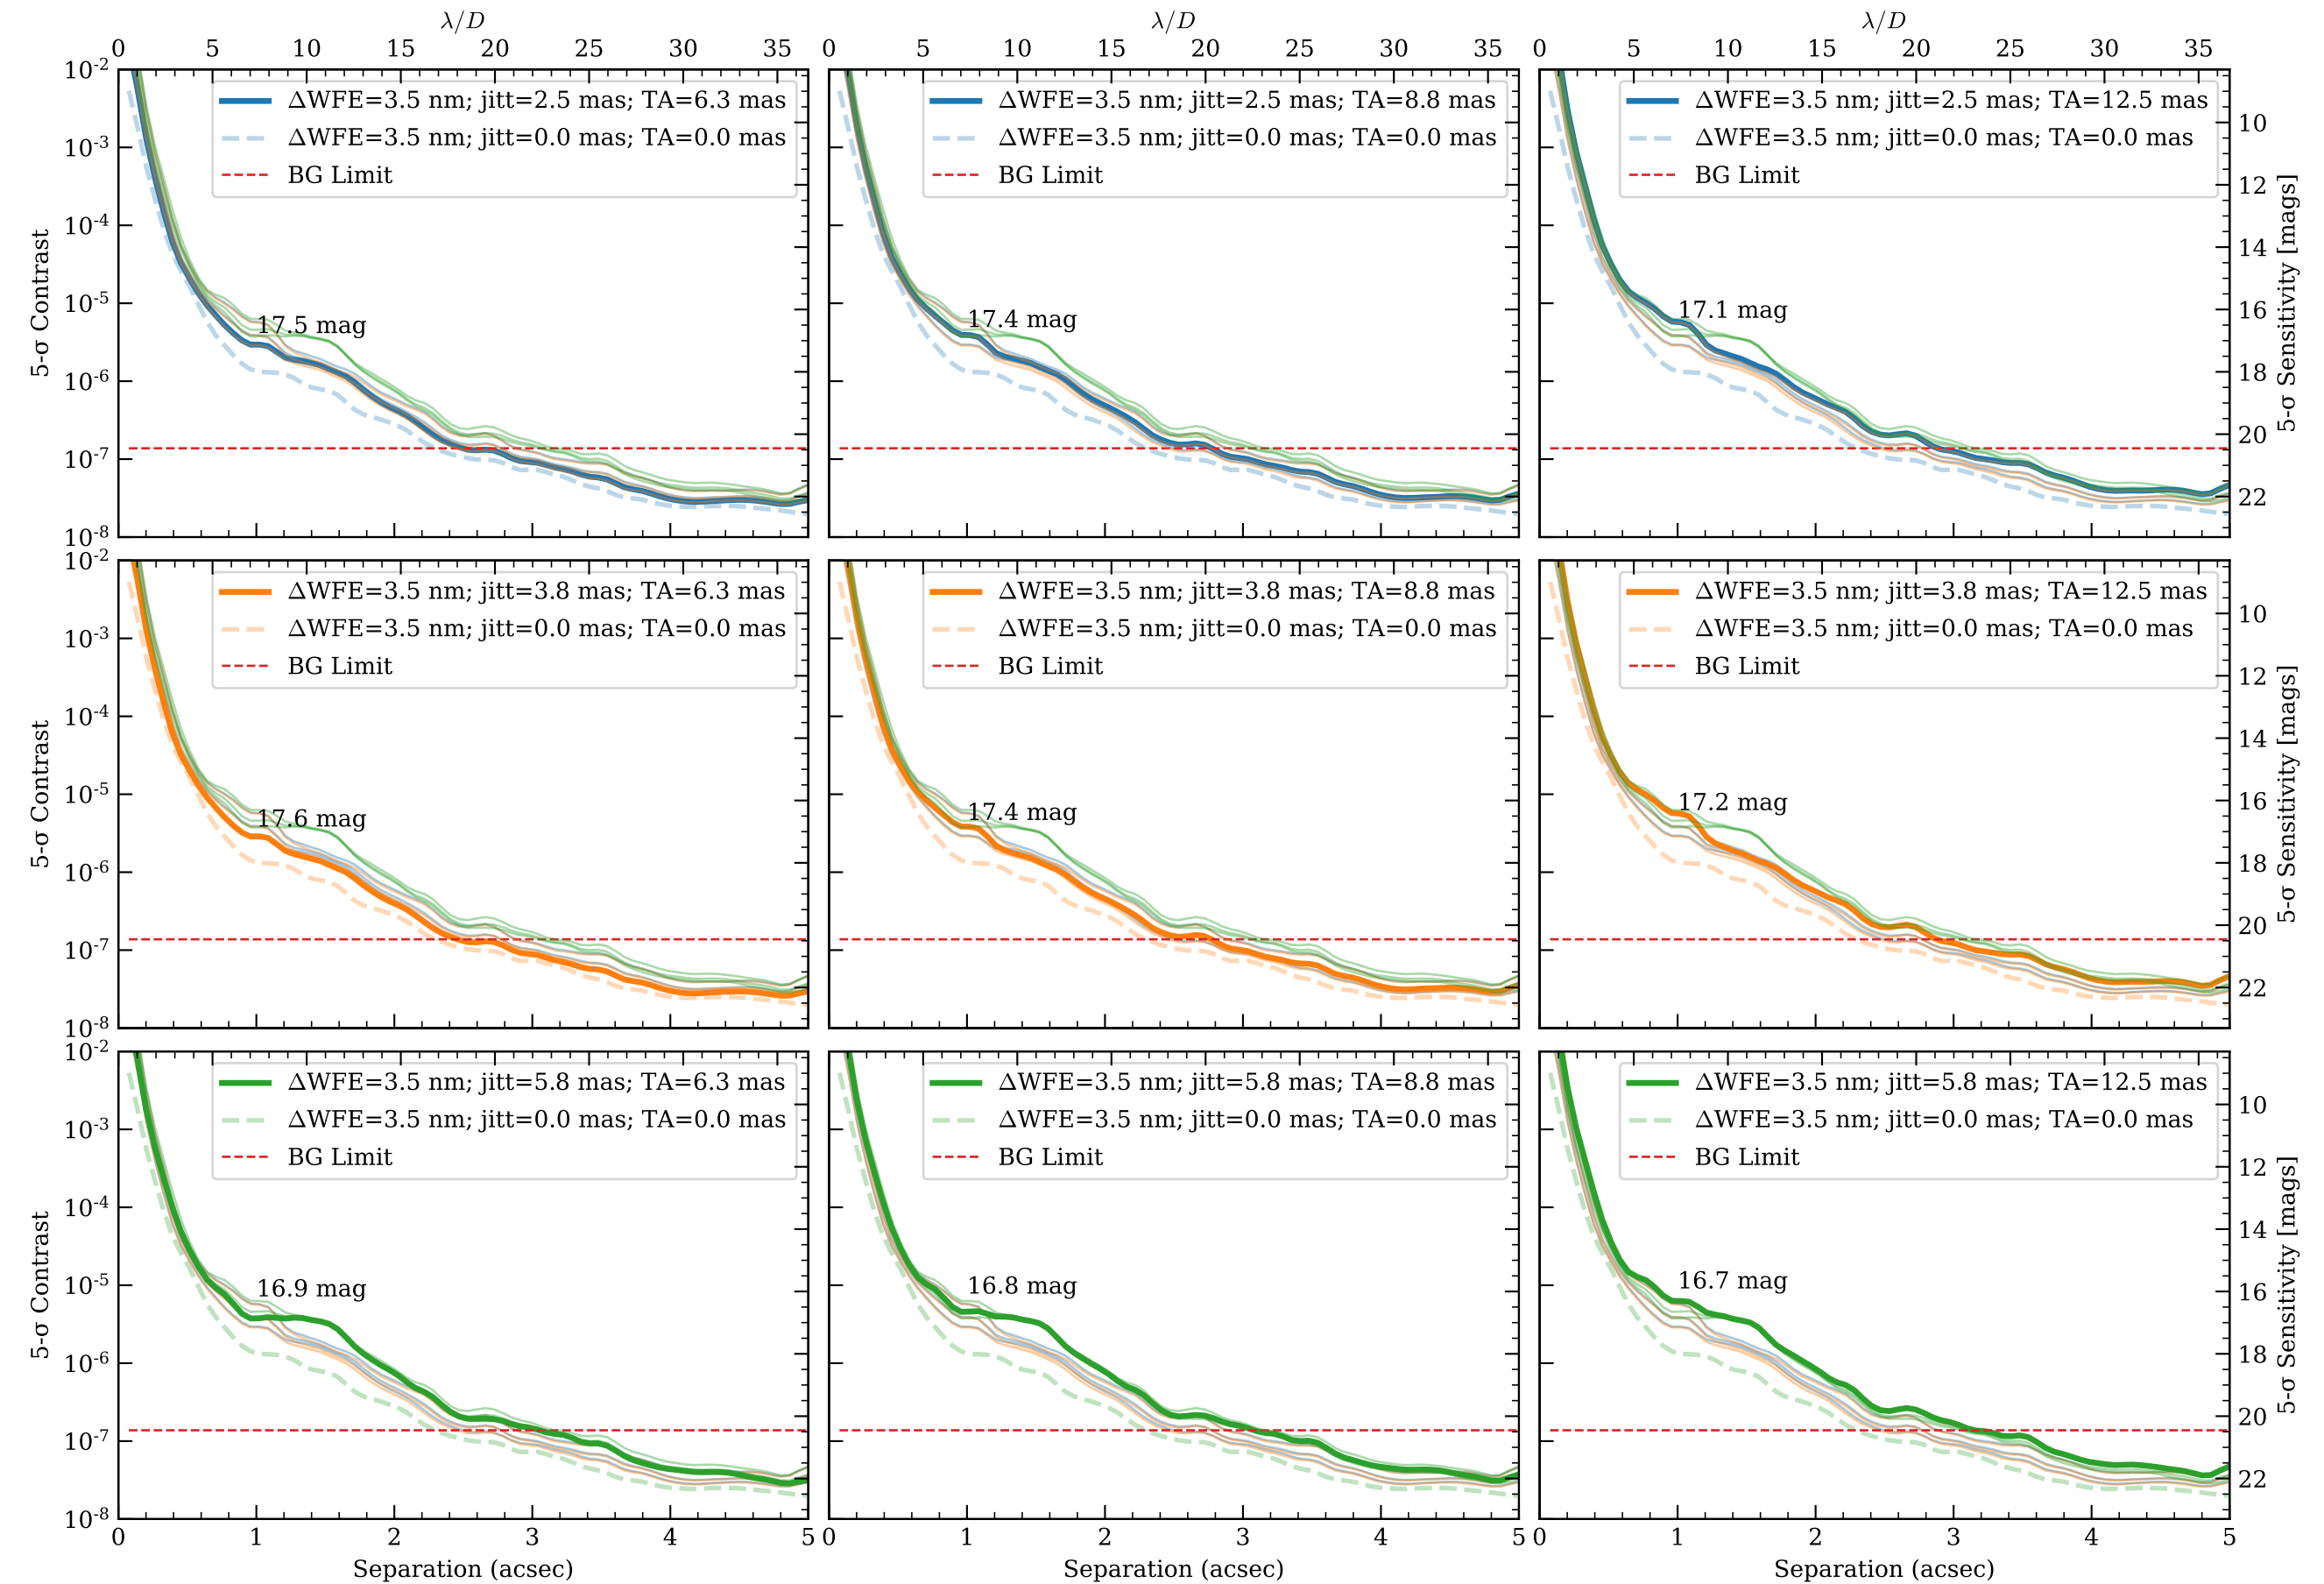 λ/D λ/D λ/D
0 5 10 15 20 25 30 35 0 5 10 15 20 25 30 35 0 5 10 15 20 25 30 35
10⁻²
10⁻³
10⁻⁴
10⁻⁵
10⁻⁶
10⁻⁷
10⁻⁸
5-σ Contrast
ΔWFE=3.5 nm; jitt=2.5 mas; TA=6.3 mas
ΔWFE=3.5 nm; jitt=0.0 mas; TA=0.0 mas
BG Limit
17.5 mag
ΔWFE=3.5 nm; jitt=2.5 mas; TA=8.8 mas
ΔWFE=3.5 nm; jitt=0.0 mas; TA=0.0 mas
BG Limit
17.4 mag
ΔWFE=3.5 nm; jitt=2.5 mas; TA=12.5 mas
ΔWFE=3.5 nm; jitt=0.0 mas; TA=0.0 mas
BG Limit
17.1 mag
10
12
14
16
18
20
22
5-σ Sensitivity [mags]
10⁻²
10⁻³
10⁻⁴
10⁻⁵
10⁻⁶
10⁻⁷
10⁻⁸
5-σ Contrast
ΔWFE=3.5 nm; jitt=3.8 mas; TA=6.3 mas
ΔWFE=3.5 nm; jitt=0.0 mas; TA=0.0 mas
BG Limit
17.6 mag
ΔWFE=3.5 nm; jitt=3.8 mas; TA=8.8 mas
ΔWFE=3.5 nm; jitt=0.0 mas; TA=0.0 mas
BG Limit
17.4 mag
ΔWFE=3.5 nm; jitt=3.8 mas; TA=12.5 mas
ΔWFE=3.5 nm; jitt=0.0 mas; TA=0.0 mas
BG Limit
17.2 mag
10
12
14
16
18
20
22
5-σ Sensitivity [mags]
10⁻²
10⁻³
10⁻⁴
10⁻⁵
10⁻⁶
10⁻⁷
10⁻⁸
5-σ Contrast
ΔWFE=3.5 nm; jitt=5.8 mas; TA=6.3 mas
ΔWFE=3.5 nm; jitt=0.0 mas; TA=0.0 mas
BG Limit
16.9 mag
ΔWFE=3.5 nm; jitt=5.8 mas; TA=8.8 mas
ΔWFE=3.5 nm; jitt=0.0 mas; TA=0.0 mas
BG Limit
16.8 mag
ΔWFE=3.5 nm; jitt=5.8 mas; TA=12.5 mas
ΔWFE=3.5 nm; jitt=0.0 mas; TA=0.0 mas
BG Limit
16.7 mag
10
12
14
16
18
20
22
5-σ Sensitivity [mags]
0 1 2 3 4 5 0 1 2 3 4 5 0 1 2 3 4 5
Separation (acsec) Separation (acsec) Separation (acsec)